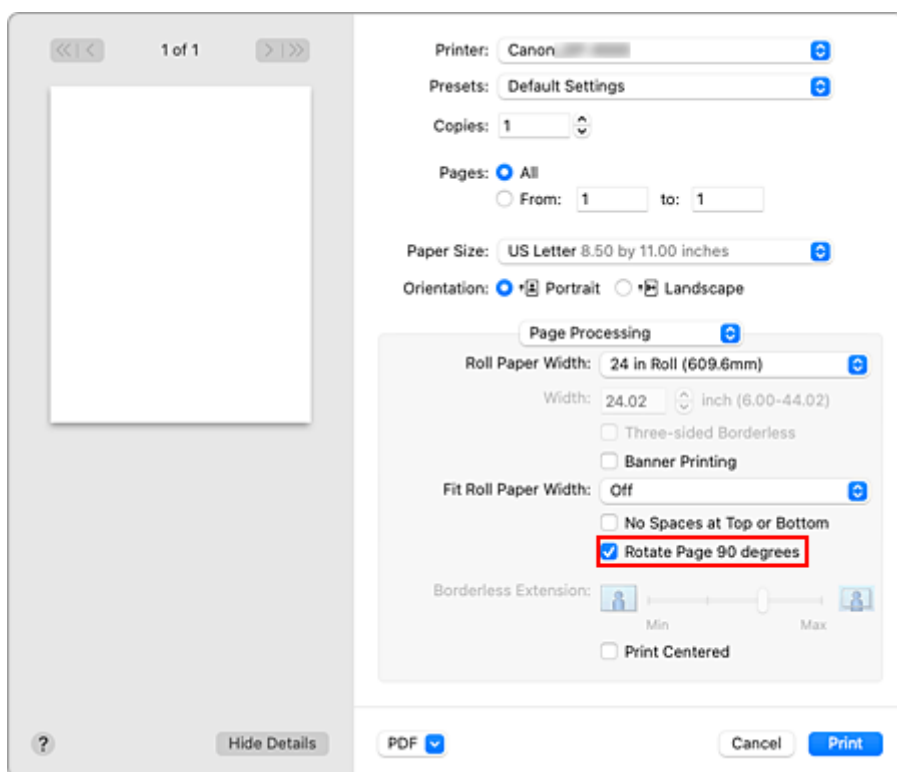 1 of 1
Printer: Canon
Presets: Default Settings
Copies: 1
Pages: All
From: 1 to: 1
Paper Size: US Letter 8.50 by 11.00 inches
Orientation: Portrait Landscape
Page Processing
Roll Paper Width: 24 in Roll (609.6mm)
Width: 24.02 inch (6.00-44.02)
Three-sided Borderless
Banner Printing
Fit Roll Paper Width: Off
No Spaces at Top or Bottom
Rotate Page 90 degrees
Borderless Extension:
Min Max
Print Centered
? Hide Details PDF Cancel Print